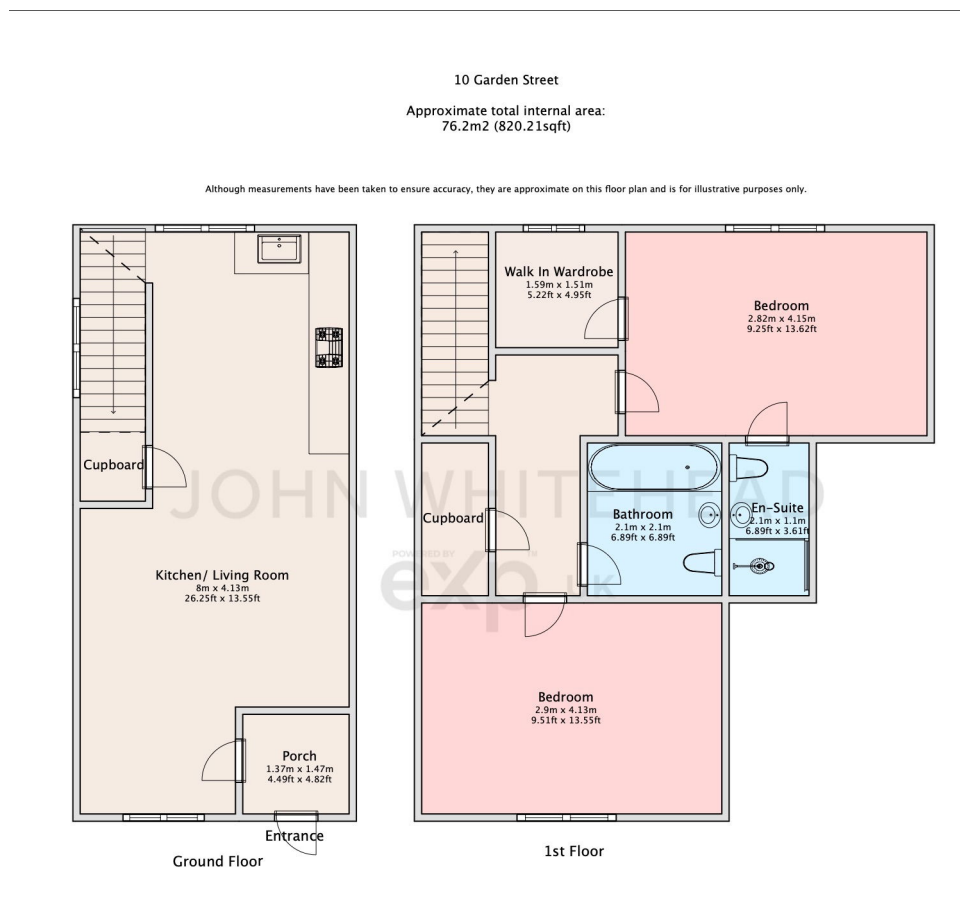 10 Garden Street
Approximate total internal area:
76.2m2 (820.21sqft)
Although measurements have been taken to ensure accuracy, they are approximate on this floor plan and is for illustrative purposes only.
Cupboard
Kitchen/ Living Room
8m x 4.13m
26.25ft x 13.55ft
Porch
1.37m x 1.47m
4.49ft x 4.82ft
Entrance
Ground Floor
Walk In Wardrobe
1.59m x 1.51m
5.22ft x 4.95ft
Bedroom
2.82m x 4.15m
9.25ft x 13.62ft
Cupboard
Bathroom
2.1m x 2.1m
6.89ft x 6.89ft
En-Suite
2.1m x 1.1m
6.89ft x 3.61ft
Bedroom
2.9m x 4.13m
9.51ft x 13.55ft
1st Floor
JOHN WHITEHEAD
POWERED BY
eXp UK
TM